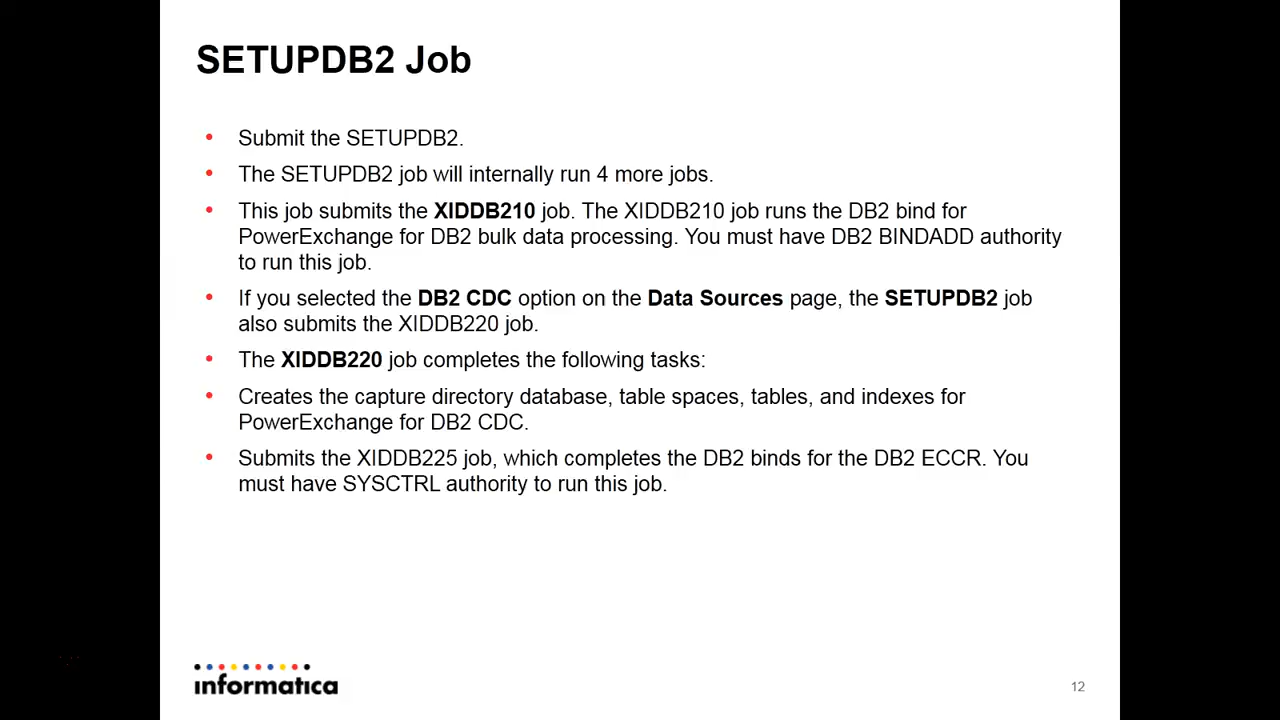 SETUPDB2 Job
• Submit the SETUPDB2.
• The SETUPDB2 job will internally run 4 more jobs.
• This job submits the XIDDB210 job. The XIDDB210 job runs the DB2 bind for
PowerExchange for DB2 bulk data processing. You must have DB2 BINDADD authority
to run this job.
• If you selected the DB2 CDC option on the Data Sources page, the SETUPDB2 job
also submits the XIDDB220 job.
• The XIDDB220 job completes the following tasks:
• Creates the capture directory database, table spaces, tables, and indexes for
PowerExchange for DB2 CDC.
• Submits the XIDDB225 job, which completes the DB2 binds for the DB2 ECCR. You
must have SYSCTRL authority to run this job.
informatica
12